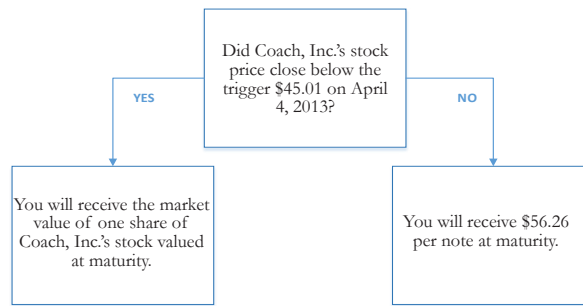 Did Coach, Inc.'s stock
price close below the
trigger $45.01 on April
4, 2013?
YES
NO
You will receive the market
value of one share of
Coach, Inc.'s stock valued
at maturity.
You will receive $56.26
per note at maturity.